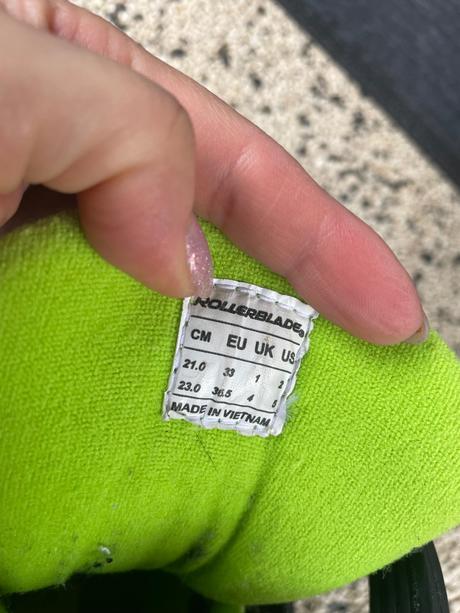 ROLLERBLADE®
CM EU UK US
21.0 33 1 2
23.0 36.5 4 5
MADE IN VIETNAM